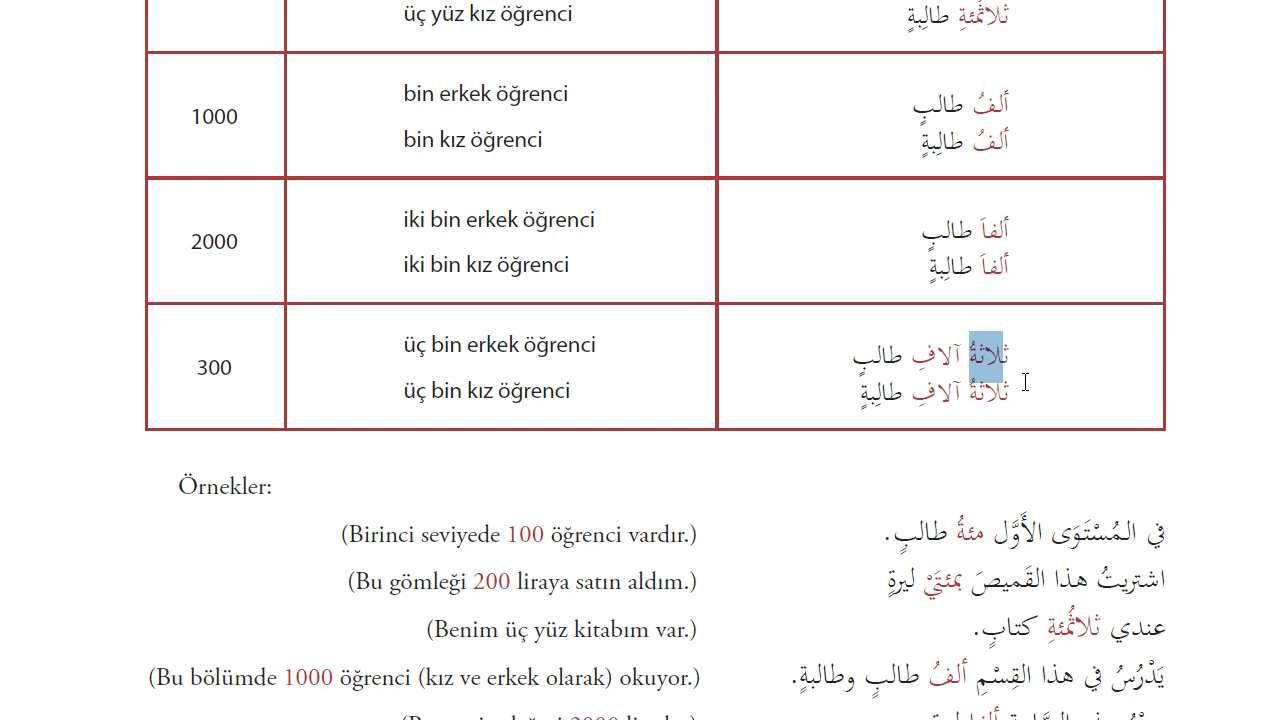 üç yüz kız öğrenci
ثلاثُمئةِ طالِبةٍ
1000
bin erkek öğrenci
ألفُ طالبٍ
bin kız öğrenci
ألفُ طالِبةٍ
2000
iki bin erkek öğrenci
ألفاَ طالبٍ
iki bin kız öğrenci
ألفاَ طالِبةٍ
300
üç bin erkek öğrenci
ثلاثةُ آلافِ طالبٍ
üç bin kız öğrenci
ثلاثةُ آلافِ طالِبةٍ
Örnekler:
في المُسْتَوَى الأَوَّل مئةُ طالبٍ.
(Birinci seviyede 100 öğrenci vardır.)
اشتريتُ هذا القَميصَ بمئتَيْ ليرةٍ
(Bu gömleği 200 liraya satın aldım.)
عندي ثلاثُمئةِ كتابٍ.
(Benim üç yüz kitabım var.)
يَدْرُسُ في هذا القِسْمِ ألفُ طالبٍ وطالبةٍ.
(Bu bölümde 1000 öğrenci (kız ve erkek olarak) okuyor.)